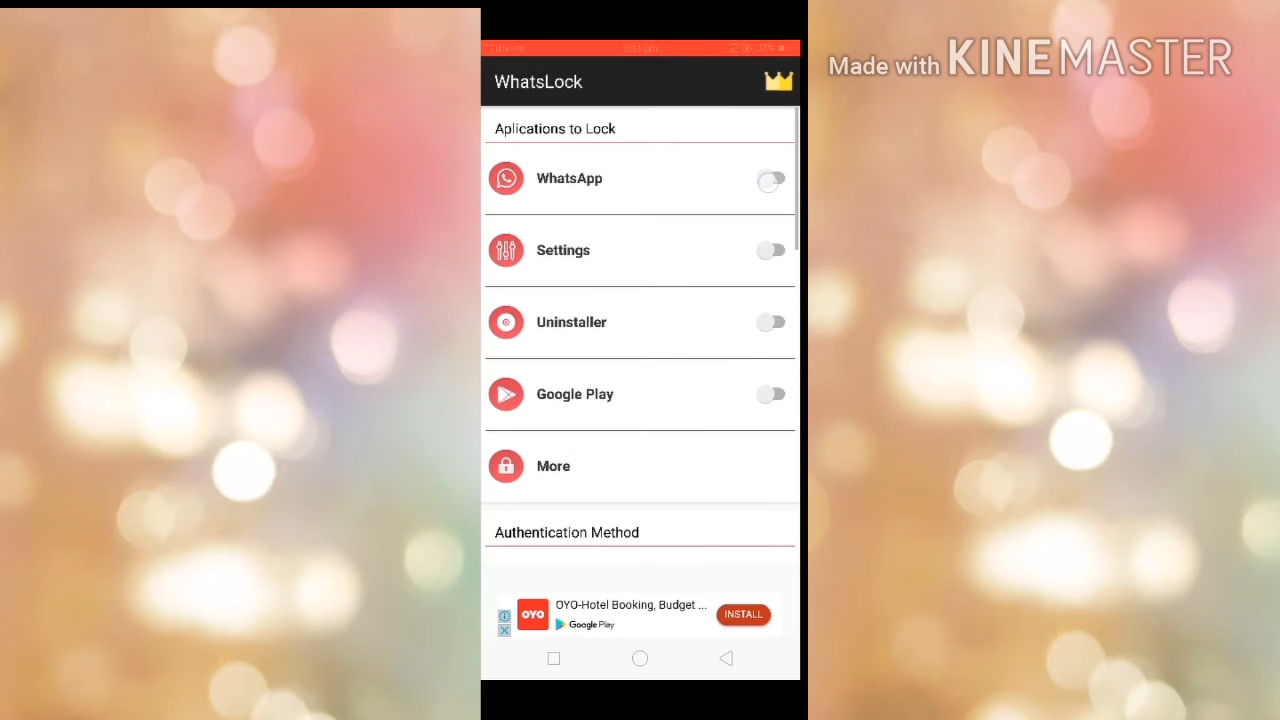 Made with KINEMASTER
WhatsLock
Aplications to Lock
WhatsApp
Settings
Uninstaller
Google Play
More
Authentication Method
OYO
OYO-Hotel Booking, Budget ...
Google Play
INSTALL